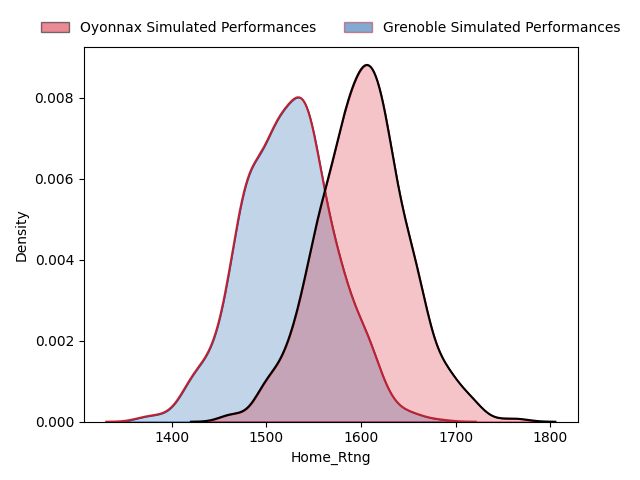 Oyonnax Simulated Performances Grenoble Simulated Performances
0.008
0.006
0.004
0.002
0.000
Density
1400 1500 1600 1700 1800
Home_Rtng